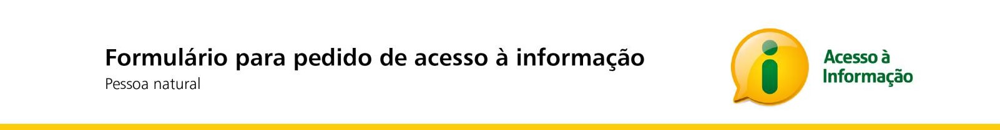 Formulário para pedido de acesso à informação
Pessoa natural
Acesso à
Informação